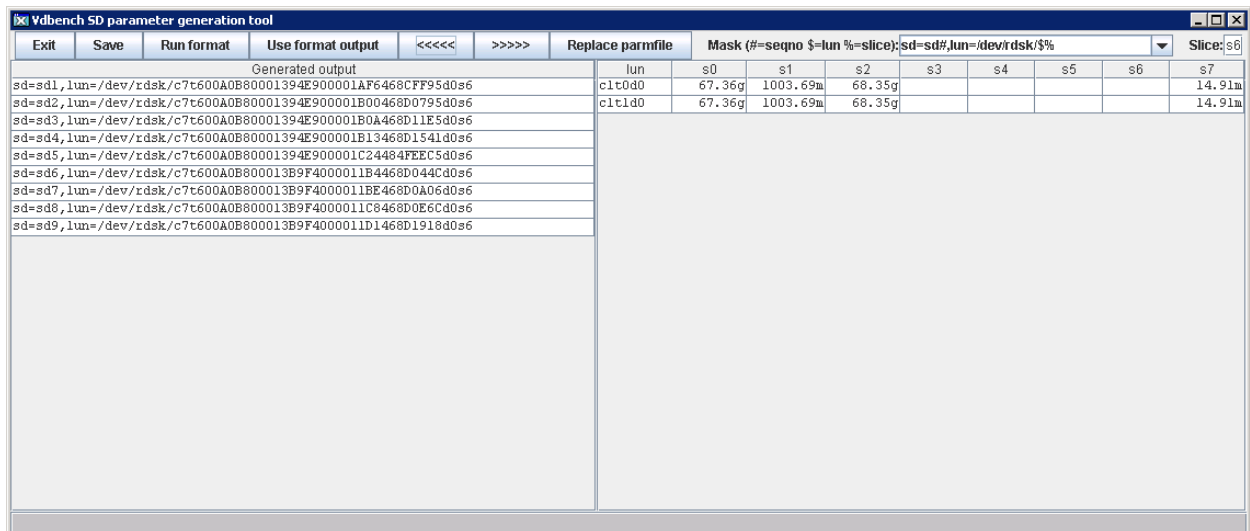 Vdbench SD parameter generation tool
Exit Save Run format Use format output <<<<< >>>>> Replace parmfile Mask (#=seqno $=lun %=slice): sd=sd#,lun=/dev/rdsk/$% Slice: s6
Generated output lun s0 s1 s2 s3 s4 s5 s6 s7
sd=sd1,lun=/dev/rdsk/c7t600A0B80001394E900001AF6468CFF95d0s6 c1t0d0 67.36g 1003.69m 68.35g 14.91m
sd=sd2,lun=/dev/rdsk/c7t600A0B80001394E900001B00468D0795d0s6 c1t1d0 67.36g 1003.69m 68.35g 14.91m
sd=sd3,lun=/dev/rdsk/c7t600A0B80001394E900001B0A468D11E5d0s6
sd=sd4,lun=/dev/rdsk/c7t600A0B80001394E900001B13468D1541d0s6
sd=sd5,lun=/dev/rdsk/c7t600A0B80001394E900001C24484FEEC5d0s6
sd=sd6,lun=/dev/rdsk/c7t600A0B800013B9F4000011B4468D044Cd0s6
sd=sd7,lun=/dev/rdsk/c7t600A0B800013B9F4000011BE468D0A06d0s6
sd=sd8,lun=/dev/rdsk/c7t600A0B800013B9F4000011C8468D0E6Cd0s6
sd=sd9,lun=/dev/rdsk/c7t600A0B800013B9F4000011D1468D1918d0s6